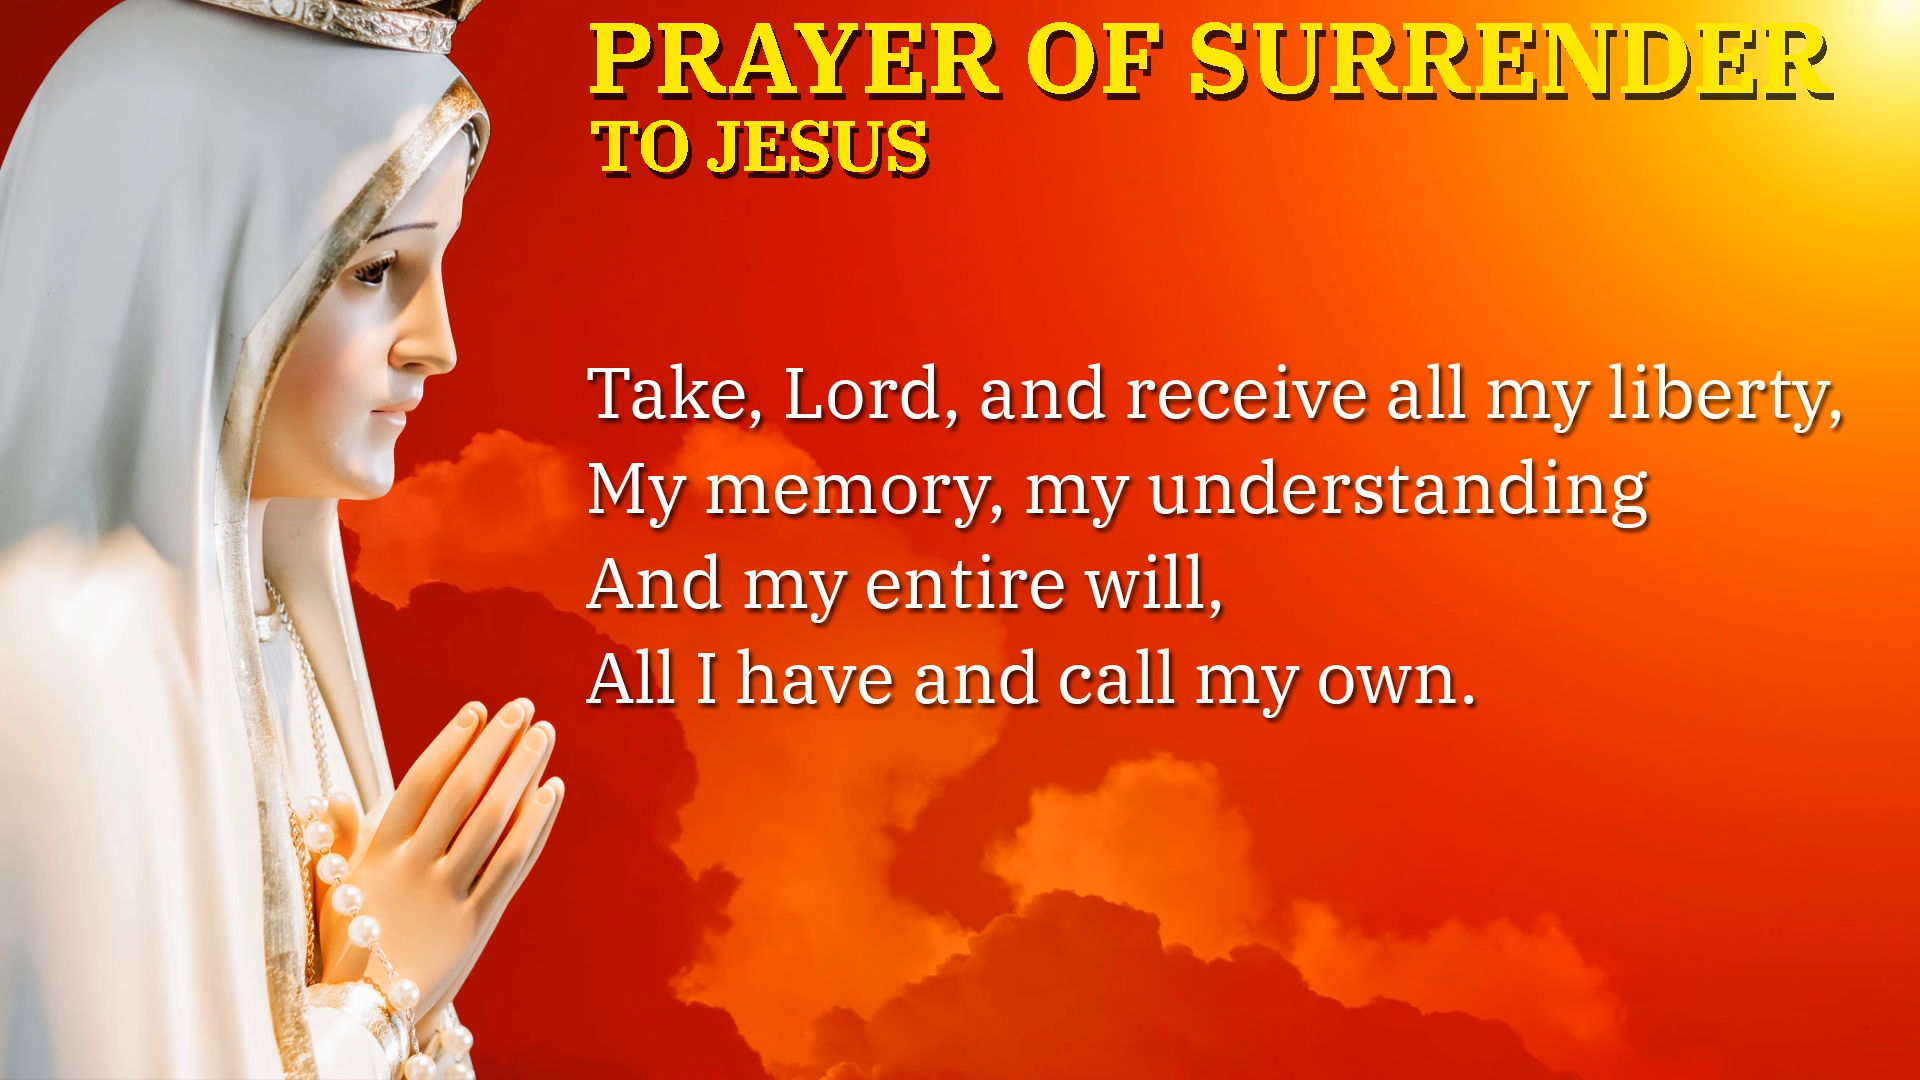 PRAYER OF SURRENDER
TO JESUS
Take, Lord, and receive all my liberty,
My memory, my understanding
And my entire will,
All I have and call my own.